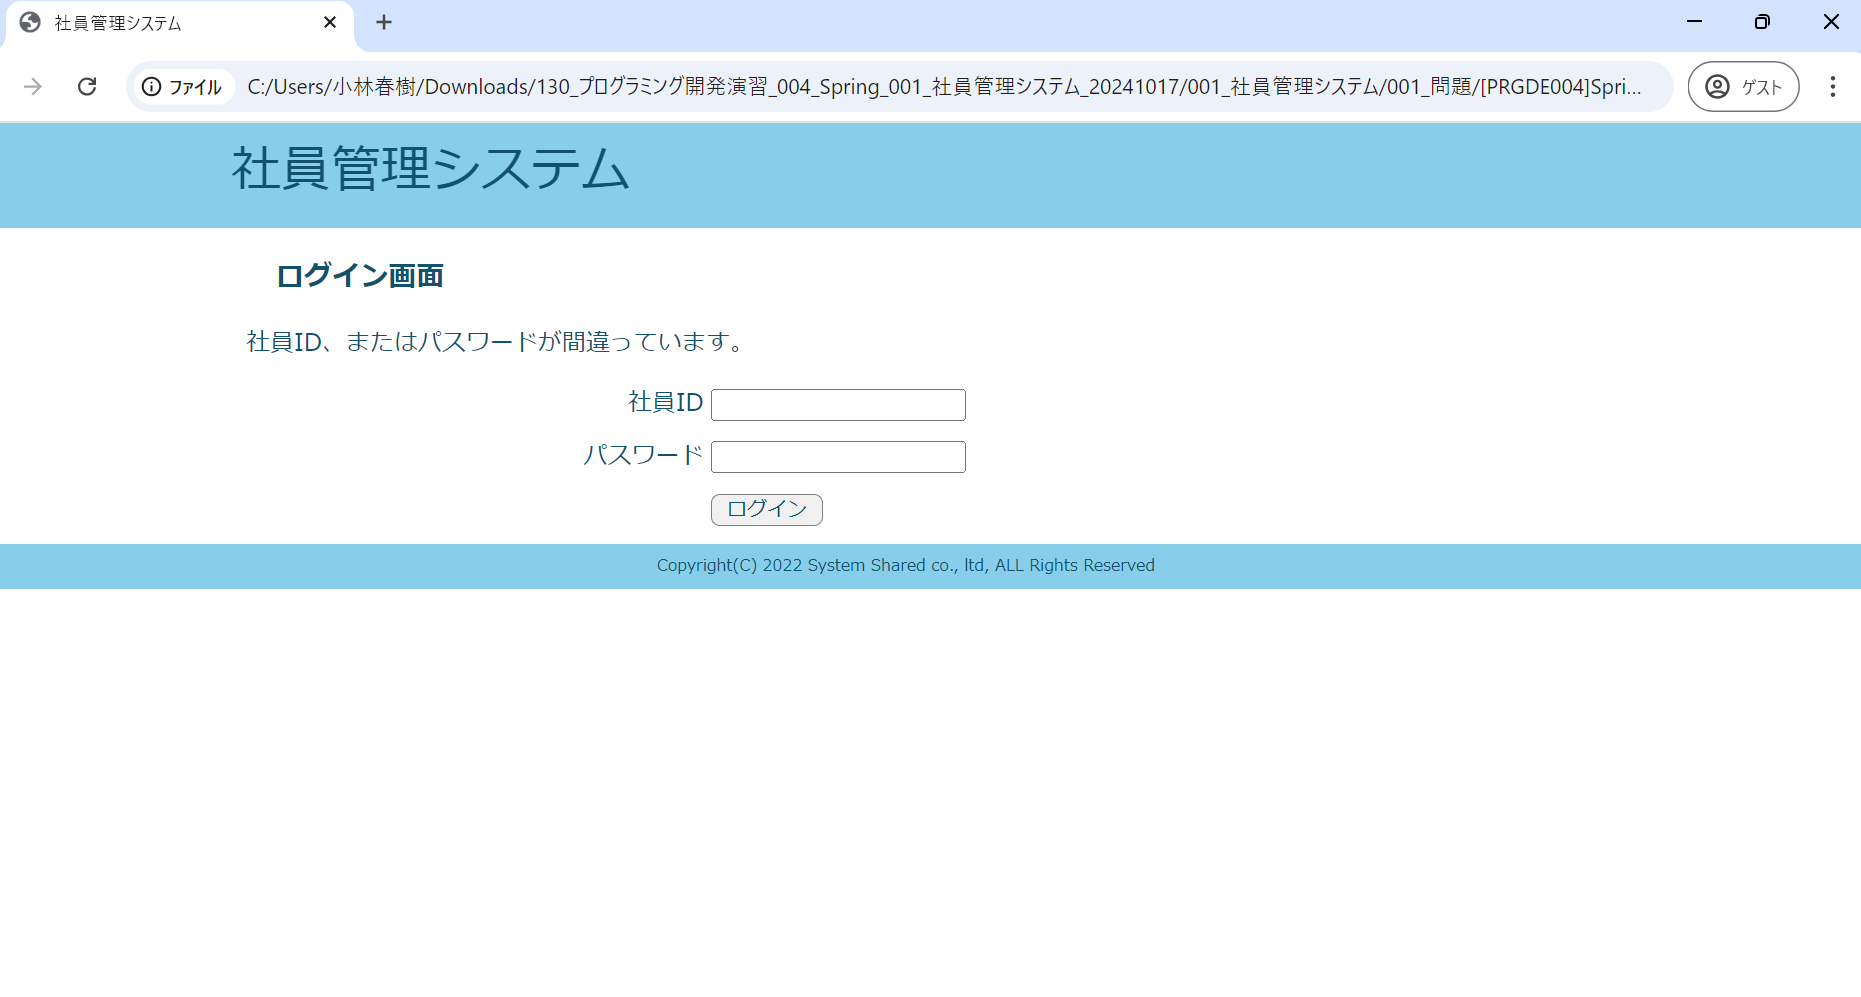 社員管理システム
ファイル C:/Users/小林春樹/Downloads/130_プログラミング開発演習_004_Spring_001_社員管理システム_20241017/001_社員管理システム/001_問題/[PRGDE004]Spri... ゲスト
社員管理システム
ログイン画面
社員ID、またはパスワードが間違っています。
社員ID
パスワード
ログイン
Copyright(C) 2022 System Shared co., ltd, ALL Rights Reserved